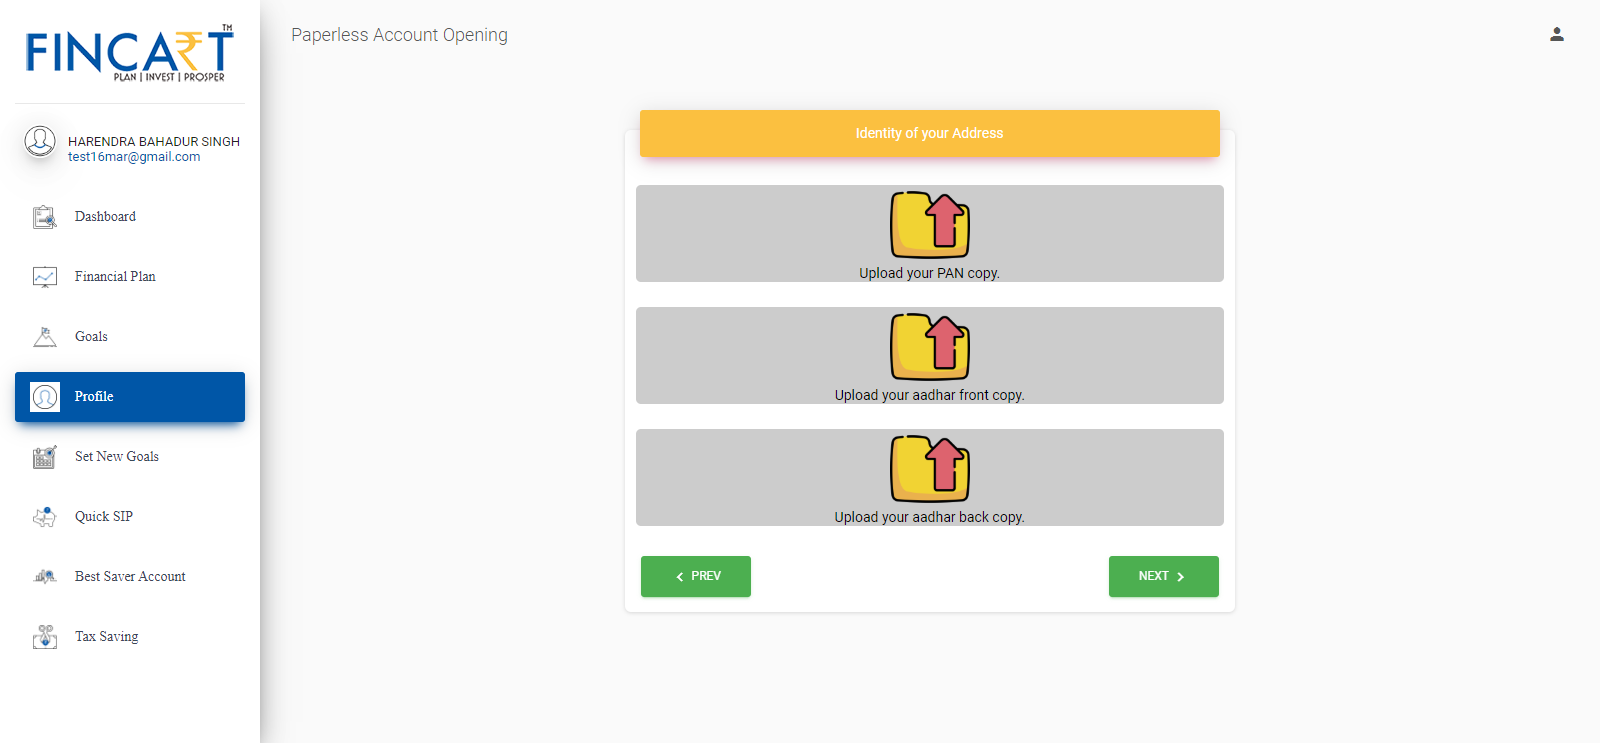 FINCART
TM
PLAN | INVEST | PROSPER
HARENDRA BAHADUR SINGH
test16mar@gmail.com
Dashboard
Financial Plan
Goals
Profile
Set New Goals
Quick SIP
Best Saver Account
Tax Saving
Paperless Account Opening
Identity of your Address
Upload your PAN copy.
Upload your aadhar front copy.
Upload your aadhar back copy.
PREV
NEXT